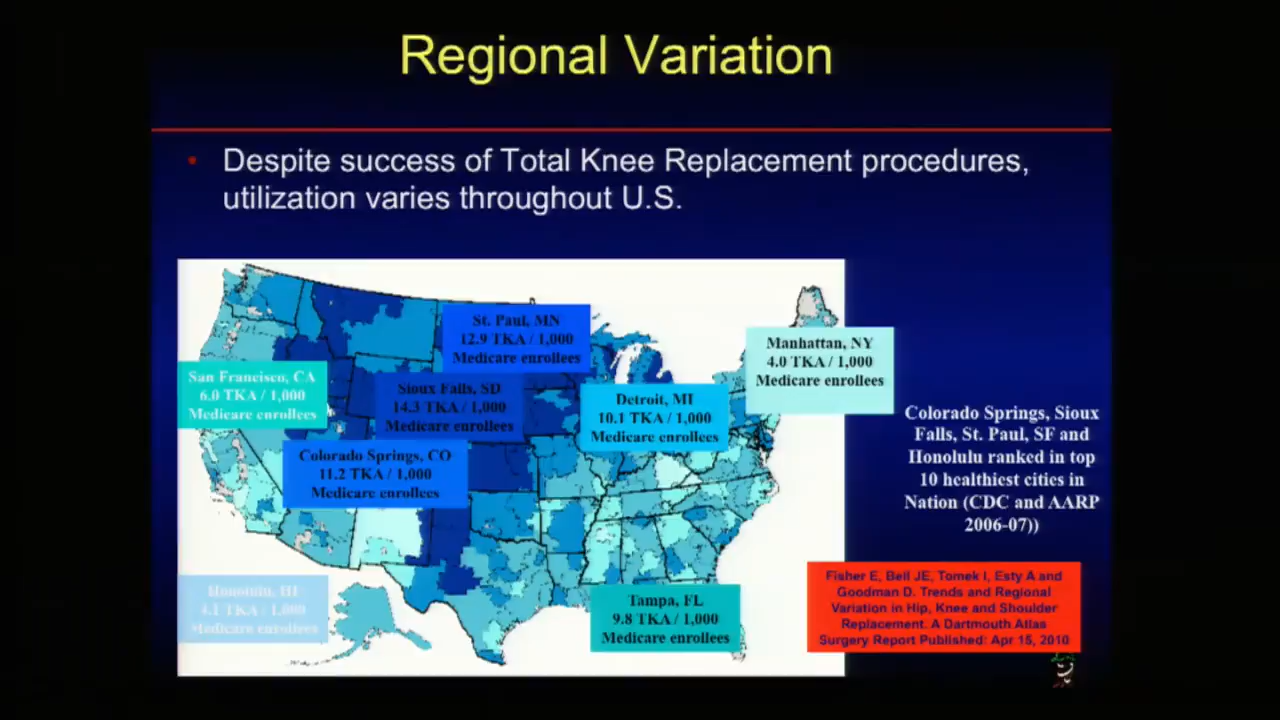 Regional Variation
• Despite success of Total Knee Replacement procedures,
utilization varies throughout U.S.
St. Paul, MN
12.9 TKA / 1,000
Medicare enrollees
Manhattan, NY
4.0 TKA / 1,000
Medicare enrollees
San Francisco, CA
6.0 TKA / 1,000
Medicare enrollees
Sioux Falls, SD
14.3 TKA / 1,000
Medicare enrollees
Detroit, MI
10.1 TKA / 1,000
Medicare enrollees
Colorado Springs, CO
11.2 TKA / 1,000
Medicare enrollees
Colorado Springs, Sioux
Falls, St. Paul, SF and
Honolulu ranked in top
10 healthiest cities in
Nation (CDC and AARP
2006-07))
Honolulu, HI
4.1 TKA / 1,000
Medicare enrollees
Tampa, FL
9.8 TKA / 1,000
Medicare enrollees
Fisher E, Bell JE, Tomek I, Esty A and
Goodman D. Trends and Regional
Variation in Hip, Knee and Shoulder
Replacement. A Dartmouth Atlas
Surgery Report Published: Apr 15, 2010